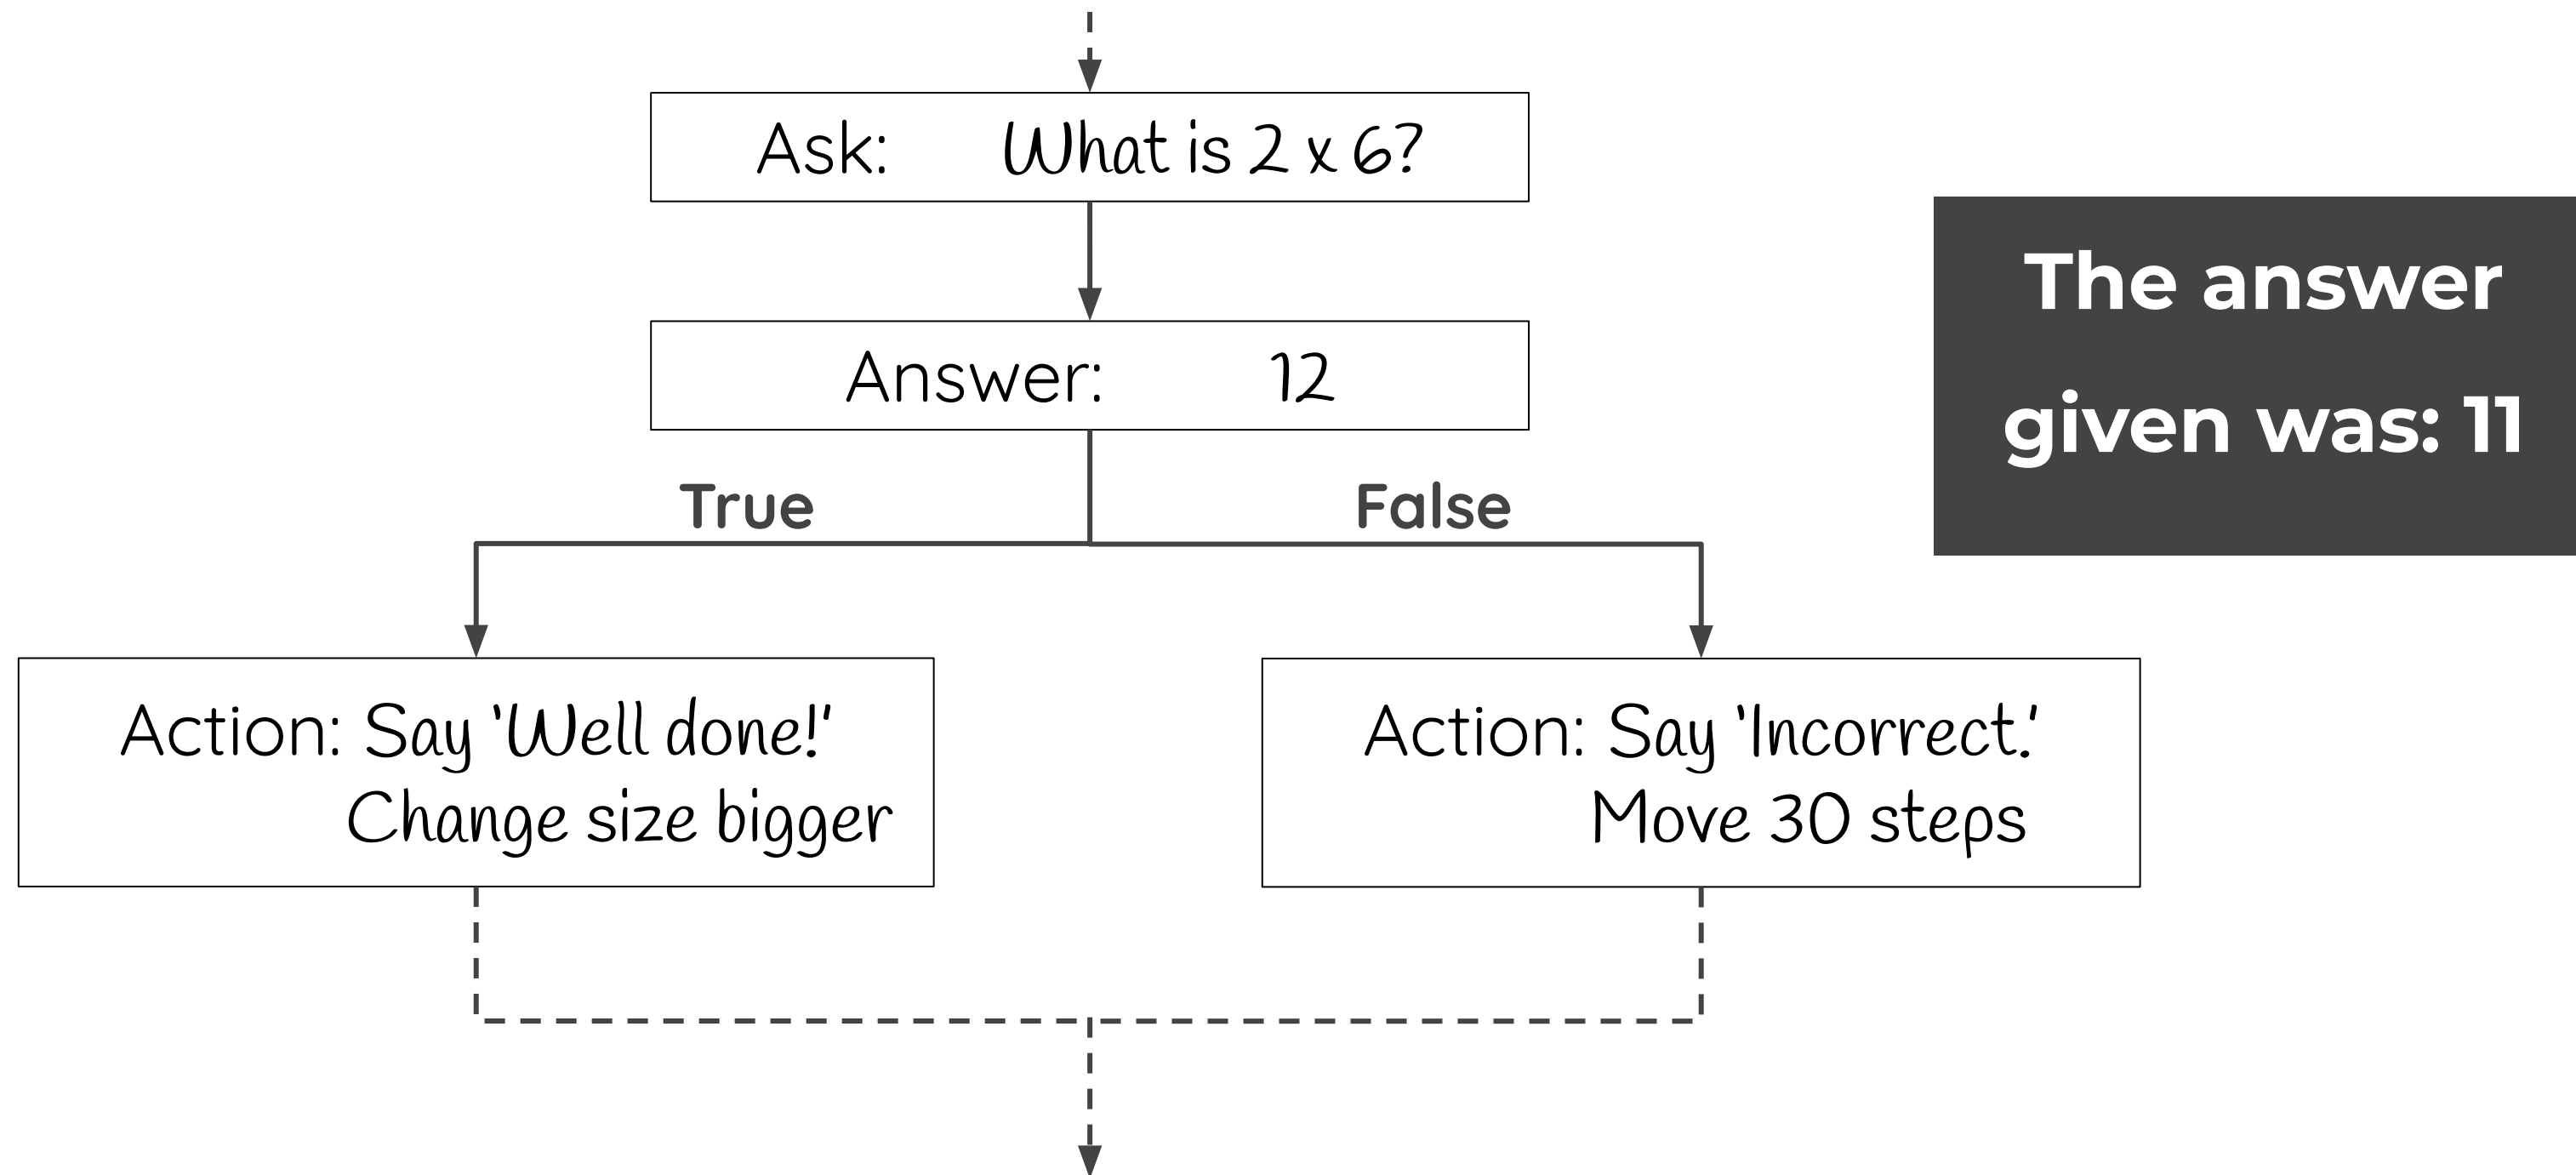 Ask: What is 2 x 6?
The answer
given was: 11
Answer: 12
True
False
Action: Say 'Well done!'
Change size bigger
Action: Say 'Incorrect.'
Move 30 steps